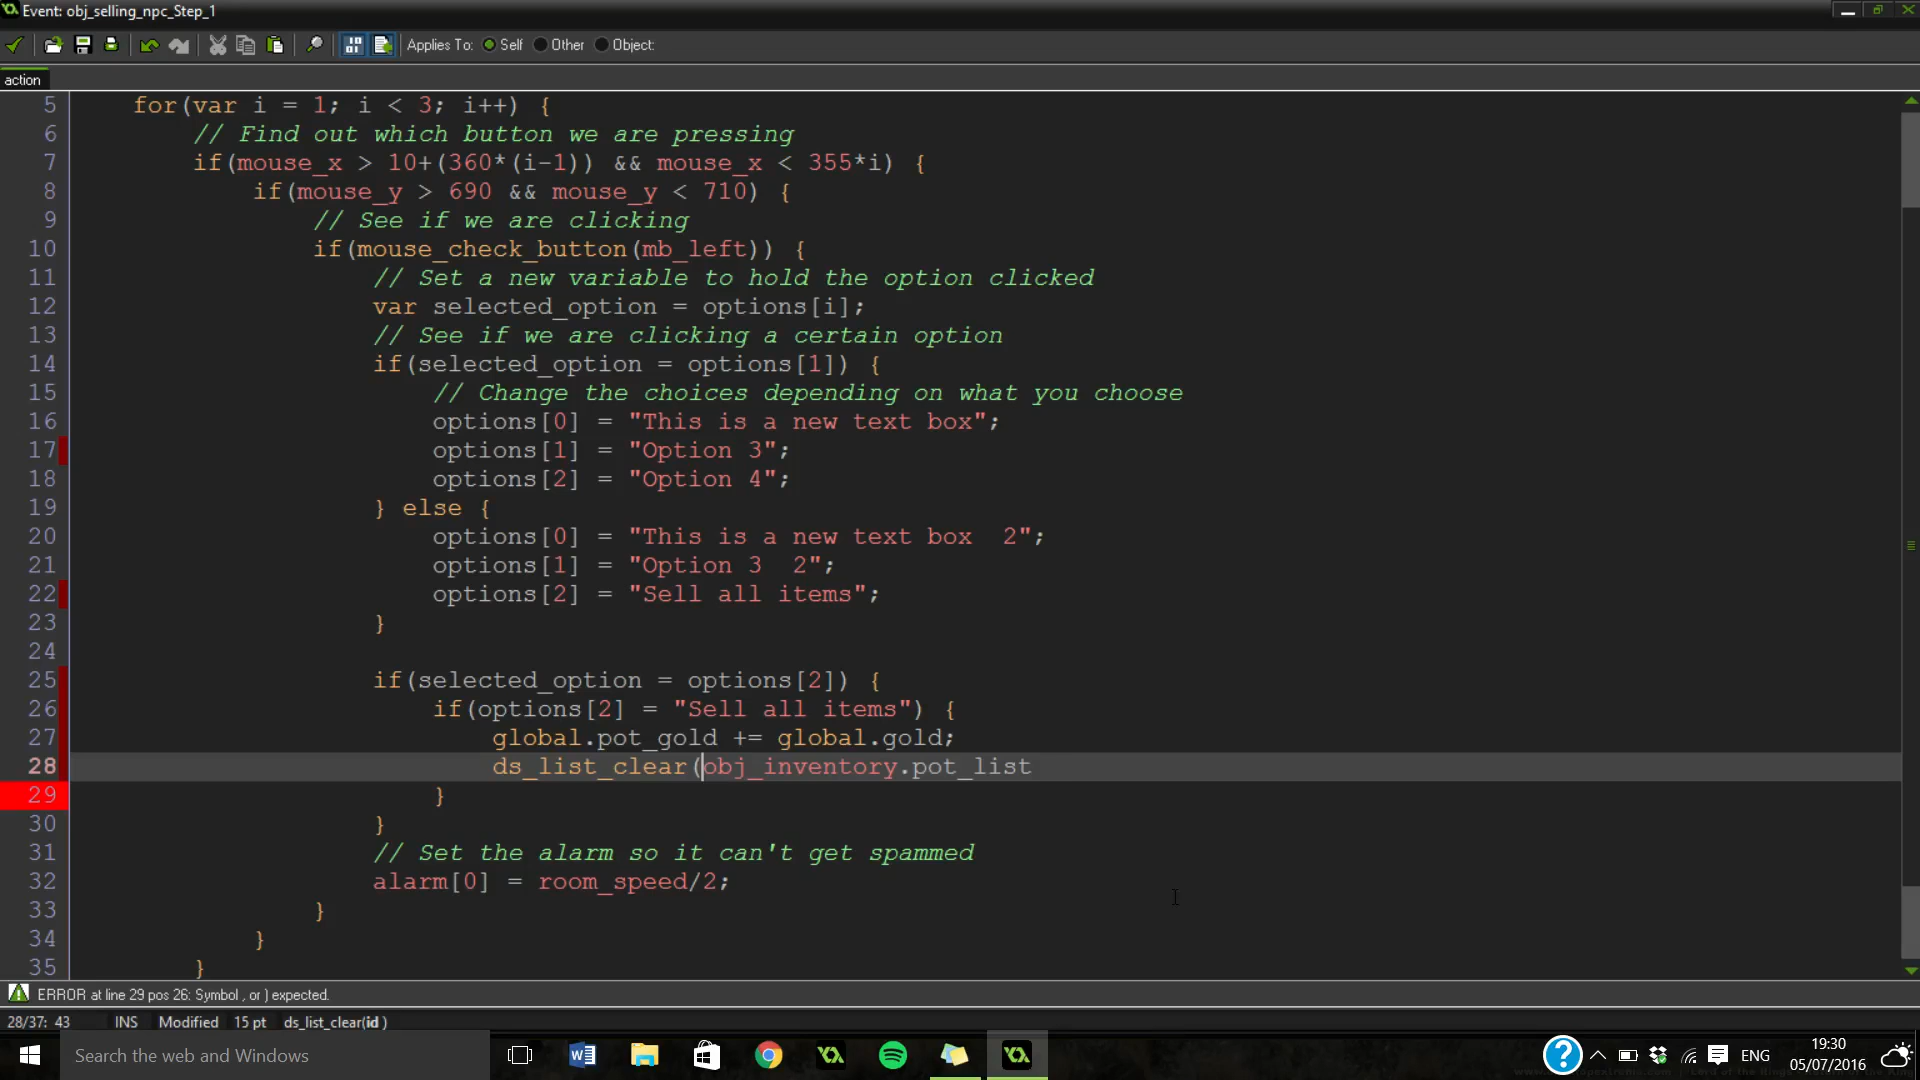 Event: obj_selling_npc_Step_1
Applies To: Self Other Object:
action
5 for(var i = 1; i < 3; i++) {
6 // Find out which button we are pressing
7 if(mouse_x > 10+(360*(i-1)) && mouse_x < 355*i) {
8 if(mouse_y > 690 && mouse_y < 710) {
9 // See if we are clicking
10 if(mouse_check_button(mb_left)) {
11 // Set a new variable to hold the option clicked
12 var selected_option = options[i];
13 // See if we are clicking a certain option
14 if(selected_option = options[1]) {
15 // Change the choices depending on what you choose
16 options[0] = "This is a new text box";
17 options[1] = "Option 3";
18 options[2] = "Option 4";
19 } else {
20 options[0] = "This is a new text box  2";
21 options[1] = "Option 3  2";
22 options[2] = "Sell all items";
23 }
24
25 if(selected_option = options[2]) {
26 if(options[2] = "Sell all items") {
27 global.pot_gold += global.gold;
28 ds_list_clear(obj_inventory.pot_list
29 }
30 }
31 // Set the alarm so it can't get spammed
32 alarm[0] = room_speed/2;
33 }
34 }
35 }
ERROR at line 29 pos 26: Symbol , or ) expected.
28/37: 43 INS Modified 15 pt ds_list_clear(id )
Search the web and Windows
ENG
19:30
05/07/2016